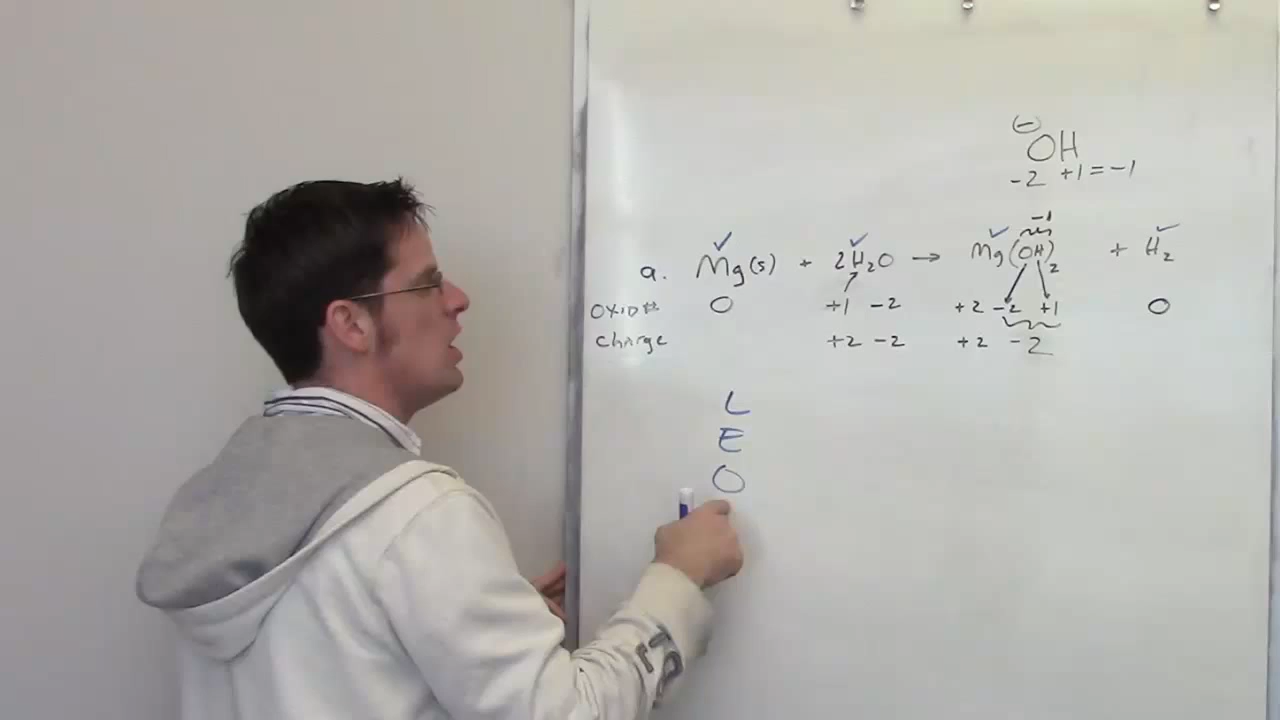 (-)
OH
-2 +1 = -1
-1
a. Mg(s) + 2H₂O → Mg(OH)₂ + H₂
OXID# 0 +1 -2 +2 -2 +1 0
charge +2 -2 +2 -2
L
E
O